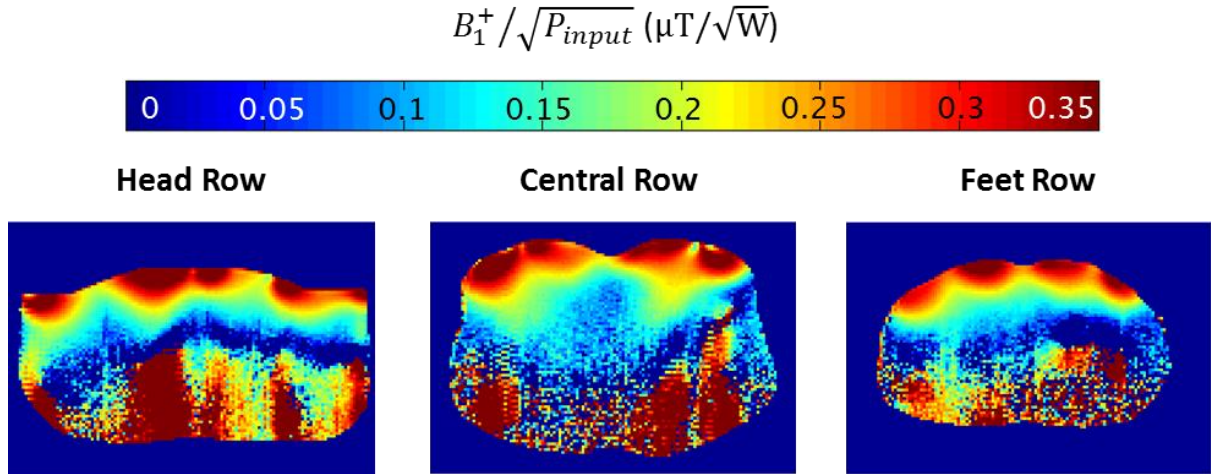 B₁⁺/√P_input (μT/√W)
0 0.05 0.1 0.15 0.2 0.25 0.3 0.35
Head Row Central Row Feet Row